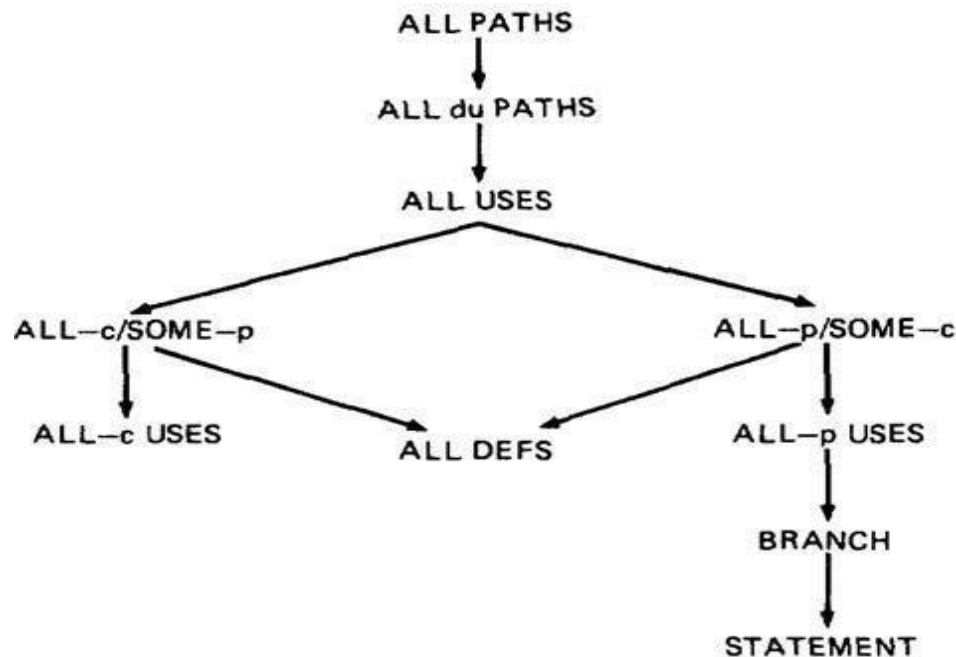 ALL PATHS
ALL du PATHS
ALL USES
ALL–c/SOME–p
ALL–p/SOME–c
ALL–c USES
ALL DEFS
ALL–p USES
BRANCH
STATEMENT